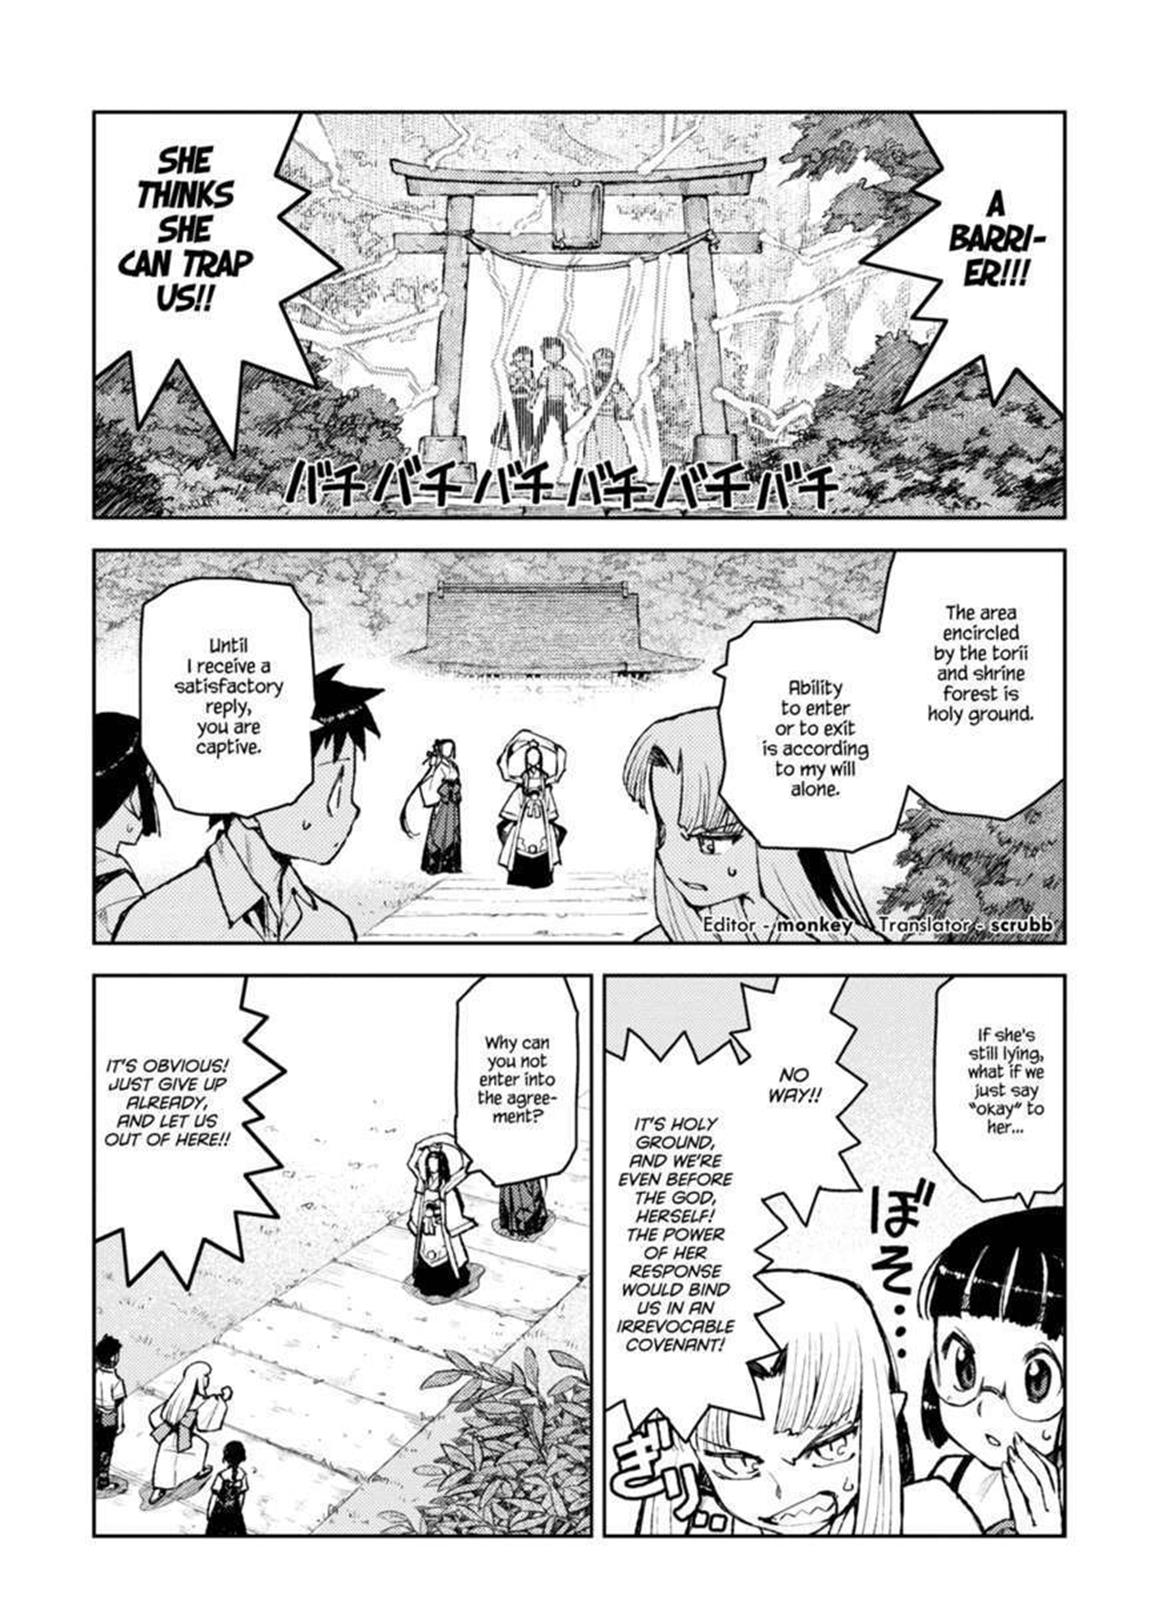 A
BARRI-
ER!!!
SHE
THINKS
SHE
CAN TRAP
US!!
バチバチバチバチバチバチ
The area
encircled
by the torii
and shrine
forest is
holy ground.
Ability
to enter
or to exit
is according
to my will
alone.
Until
I receive a
satisfactory
reply,
you are
captive.
Editor - monkey Translator - scrubb
If she's
still lying,
what if we
just say
"okay" to
her...
ぼそ・・・・
NO
WAY!!
IT'S HOLY
GROUND,
AND WE'RE
EVEN BEFORE
THE GOD,
HERSELF!
THE POWER
OF HER
RESPONSE
WOULD BIND
US IN AN
IRREVOCABLE
COVENANT!
ぎりっ
Why can
you not
enter into
the agree-
ment?
IT'S OBVIOUS!
JUST GIVE UP
ALREADY,
AND LET US
OUT OF HERE!!